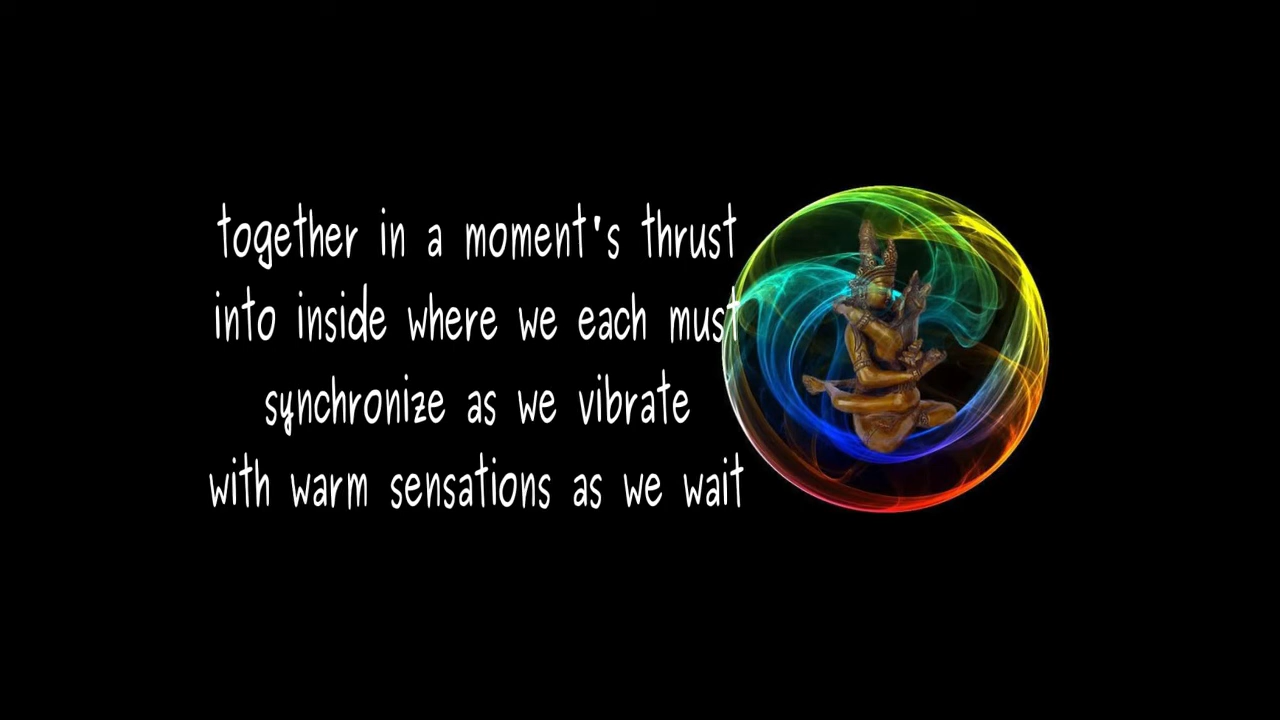 together in a moment's thrust
into inside where we each must
synchronize as we vibrate
with warm sensations as we wait